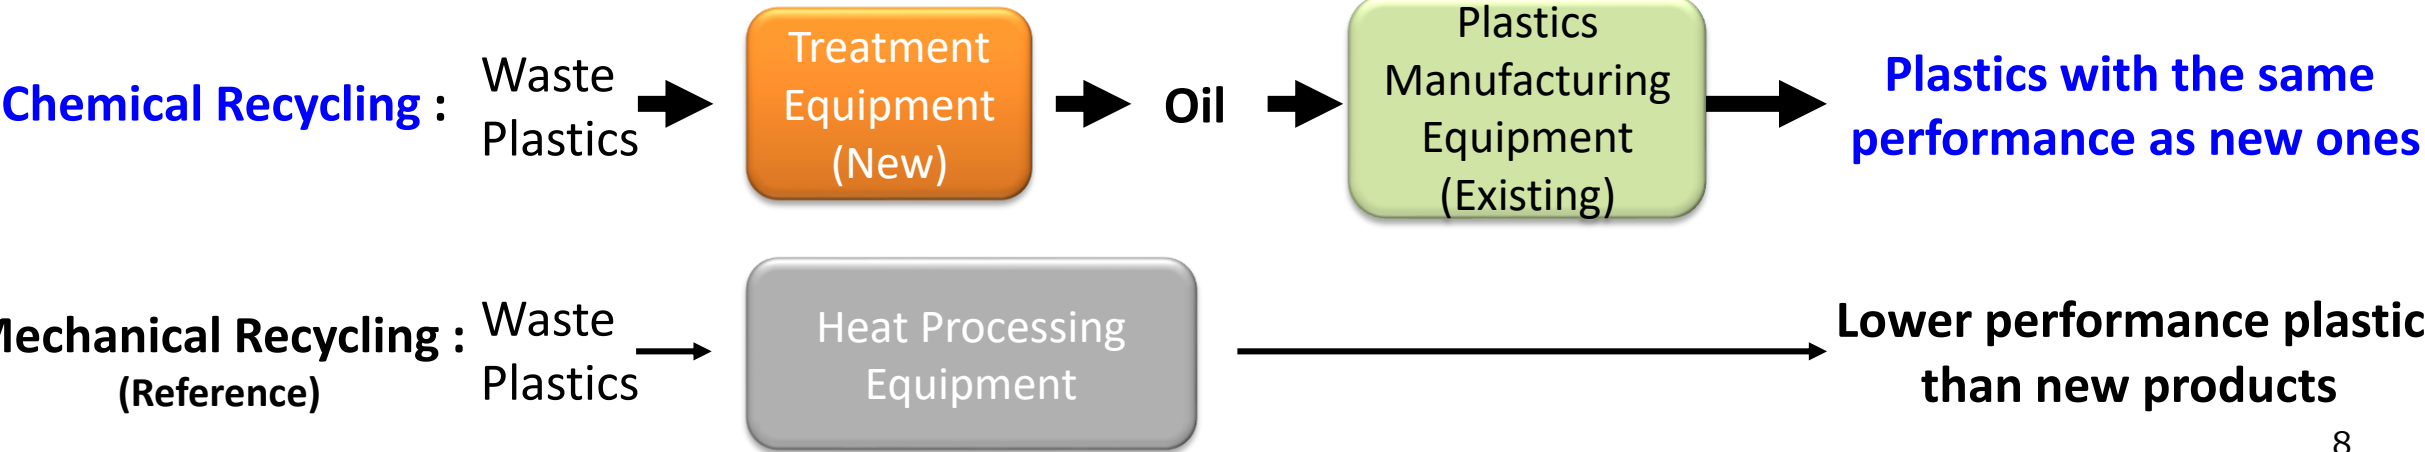 Chemical Recycling :
Waste
Plastics
Treatment
Equipment
(New)
Oil
Plastics
Manufacturing
Equipment
(Existing)
Plastics with the same
performance as new ones
Mechanical Recycling :
(Reference)
Waste
Plastics
Heat Processing
Equipment
Lower performance plastic
than new products
8